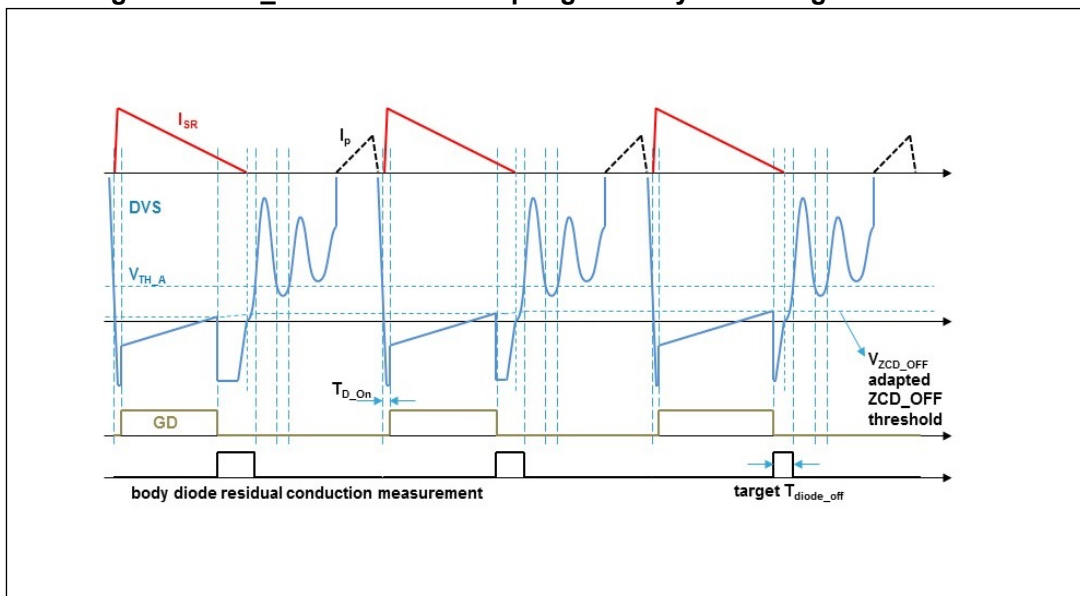 I_SR
I_p
DVS
V_TH_A
V_ZCD_OFF
adapted
ZCD_OFF
threshold
T_D_On
GD
body diode residual conduction measurement
target T_diode_off